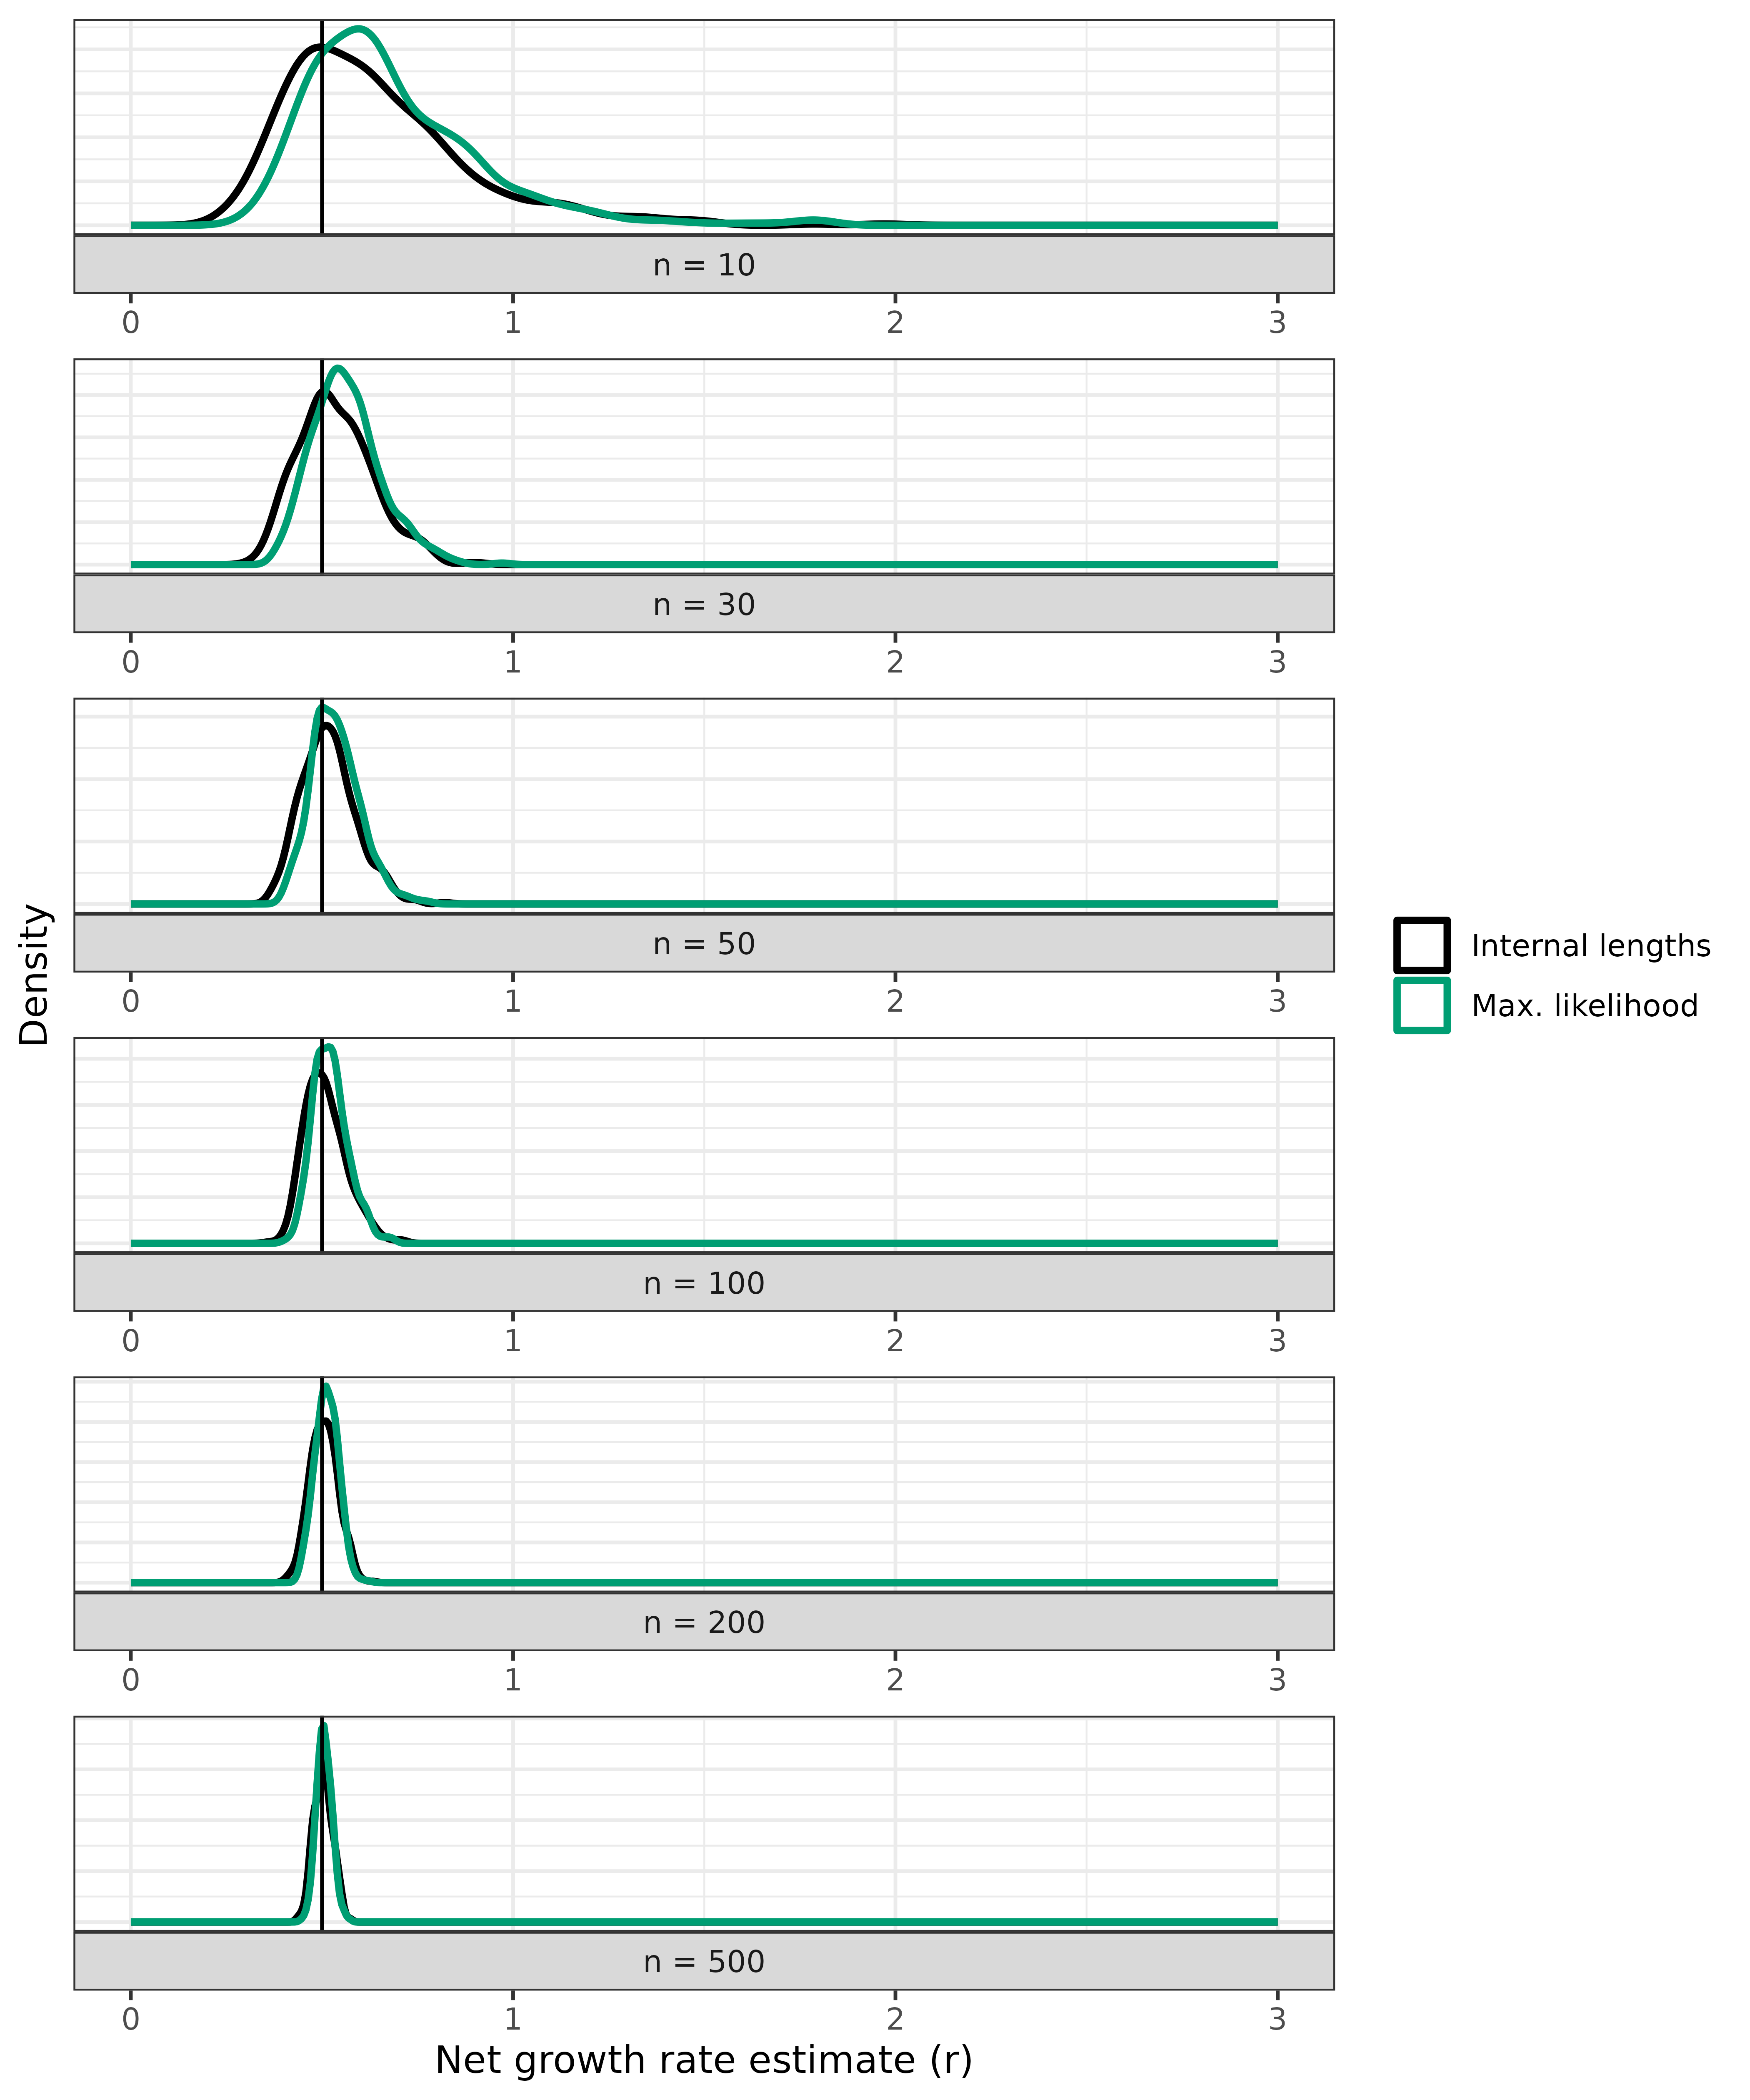 n = 10
0 1 2 3
n = 30
0 1 2 3
n = 50
0 1 2 3
n = 100
0 1 2 3
n = 200
0 1 2 3
n = 500
0 1 2 3
Net growth rate estimate (r)
Density
Internal lengths
Max. likelihood